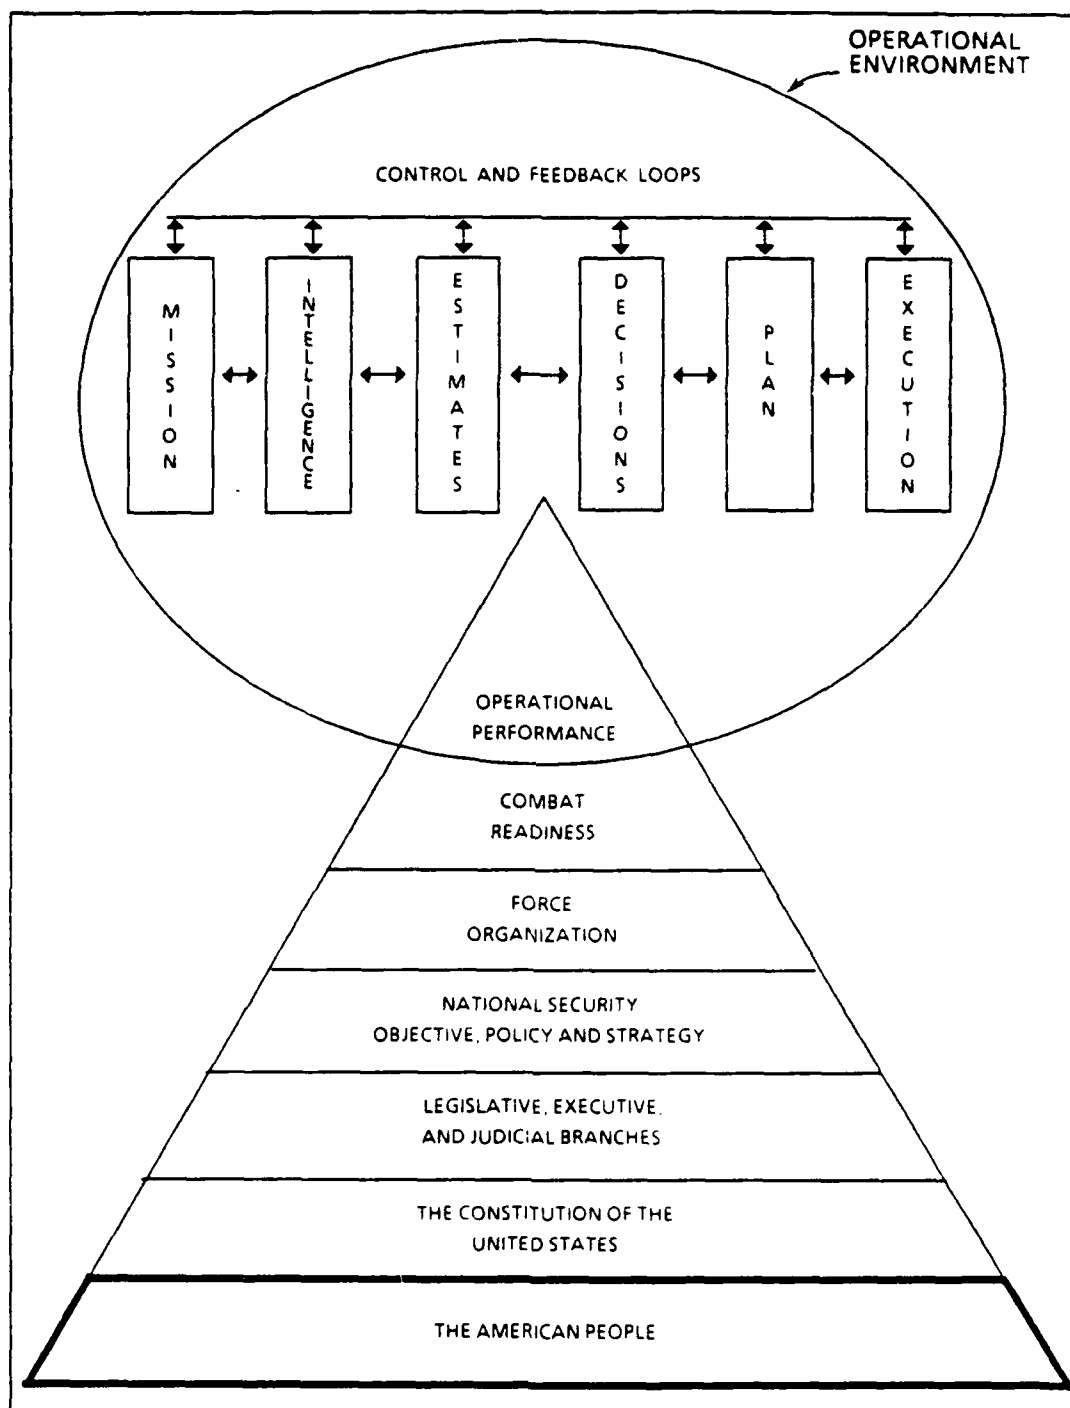 OPERATIONAL
ENVIRONMENT
CONTROL AND FEEDBACK LOOPS
MISSION
INTELLIGENCE
ESTIMATES
DECISIONS
PLAN
EXECUTION
OPERATIONAL
PERFORMANCE
COMBAT
READINESS
FORCE
ORGANIZATION
NATIONAL SECURITY
OBJECTIVE, POLICY AND STRATEGY
LEGISLATIVE, EXECUTIVE,
AND JUDICIAL BRANCHES
THE CONSTITUTION OF THE
UNITED STATES
THE AMERICAN PEOPLE